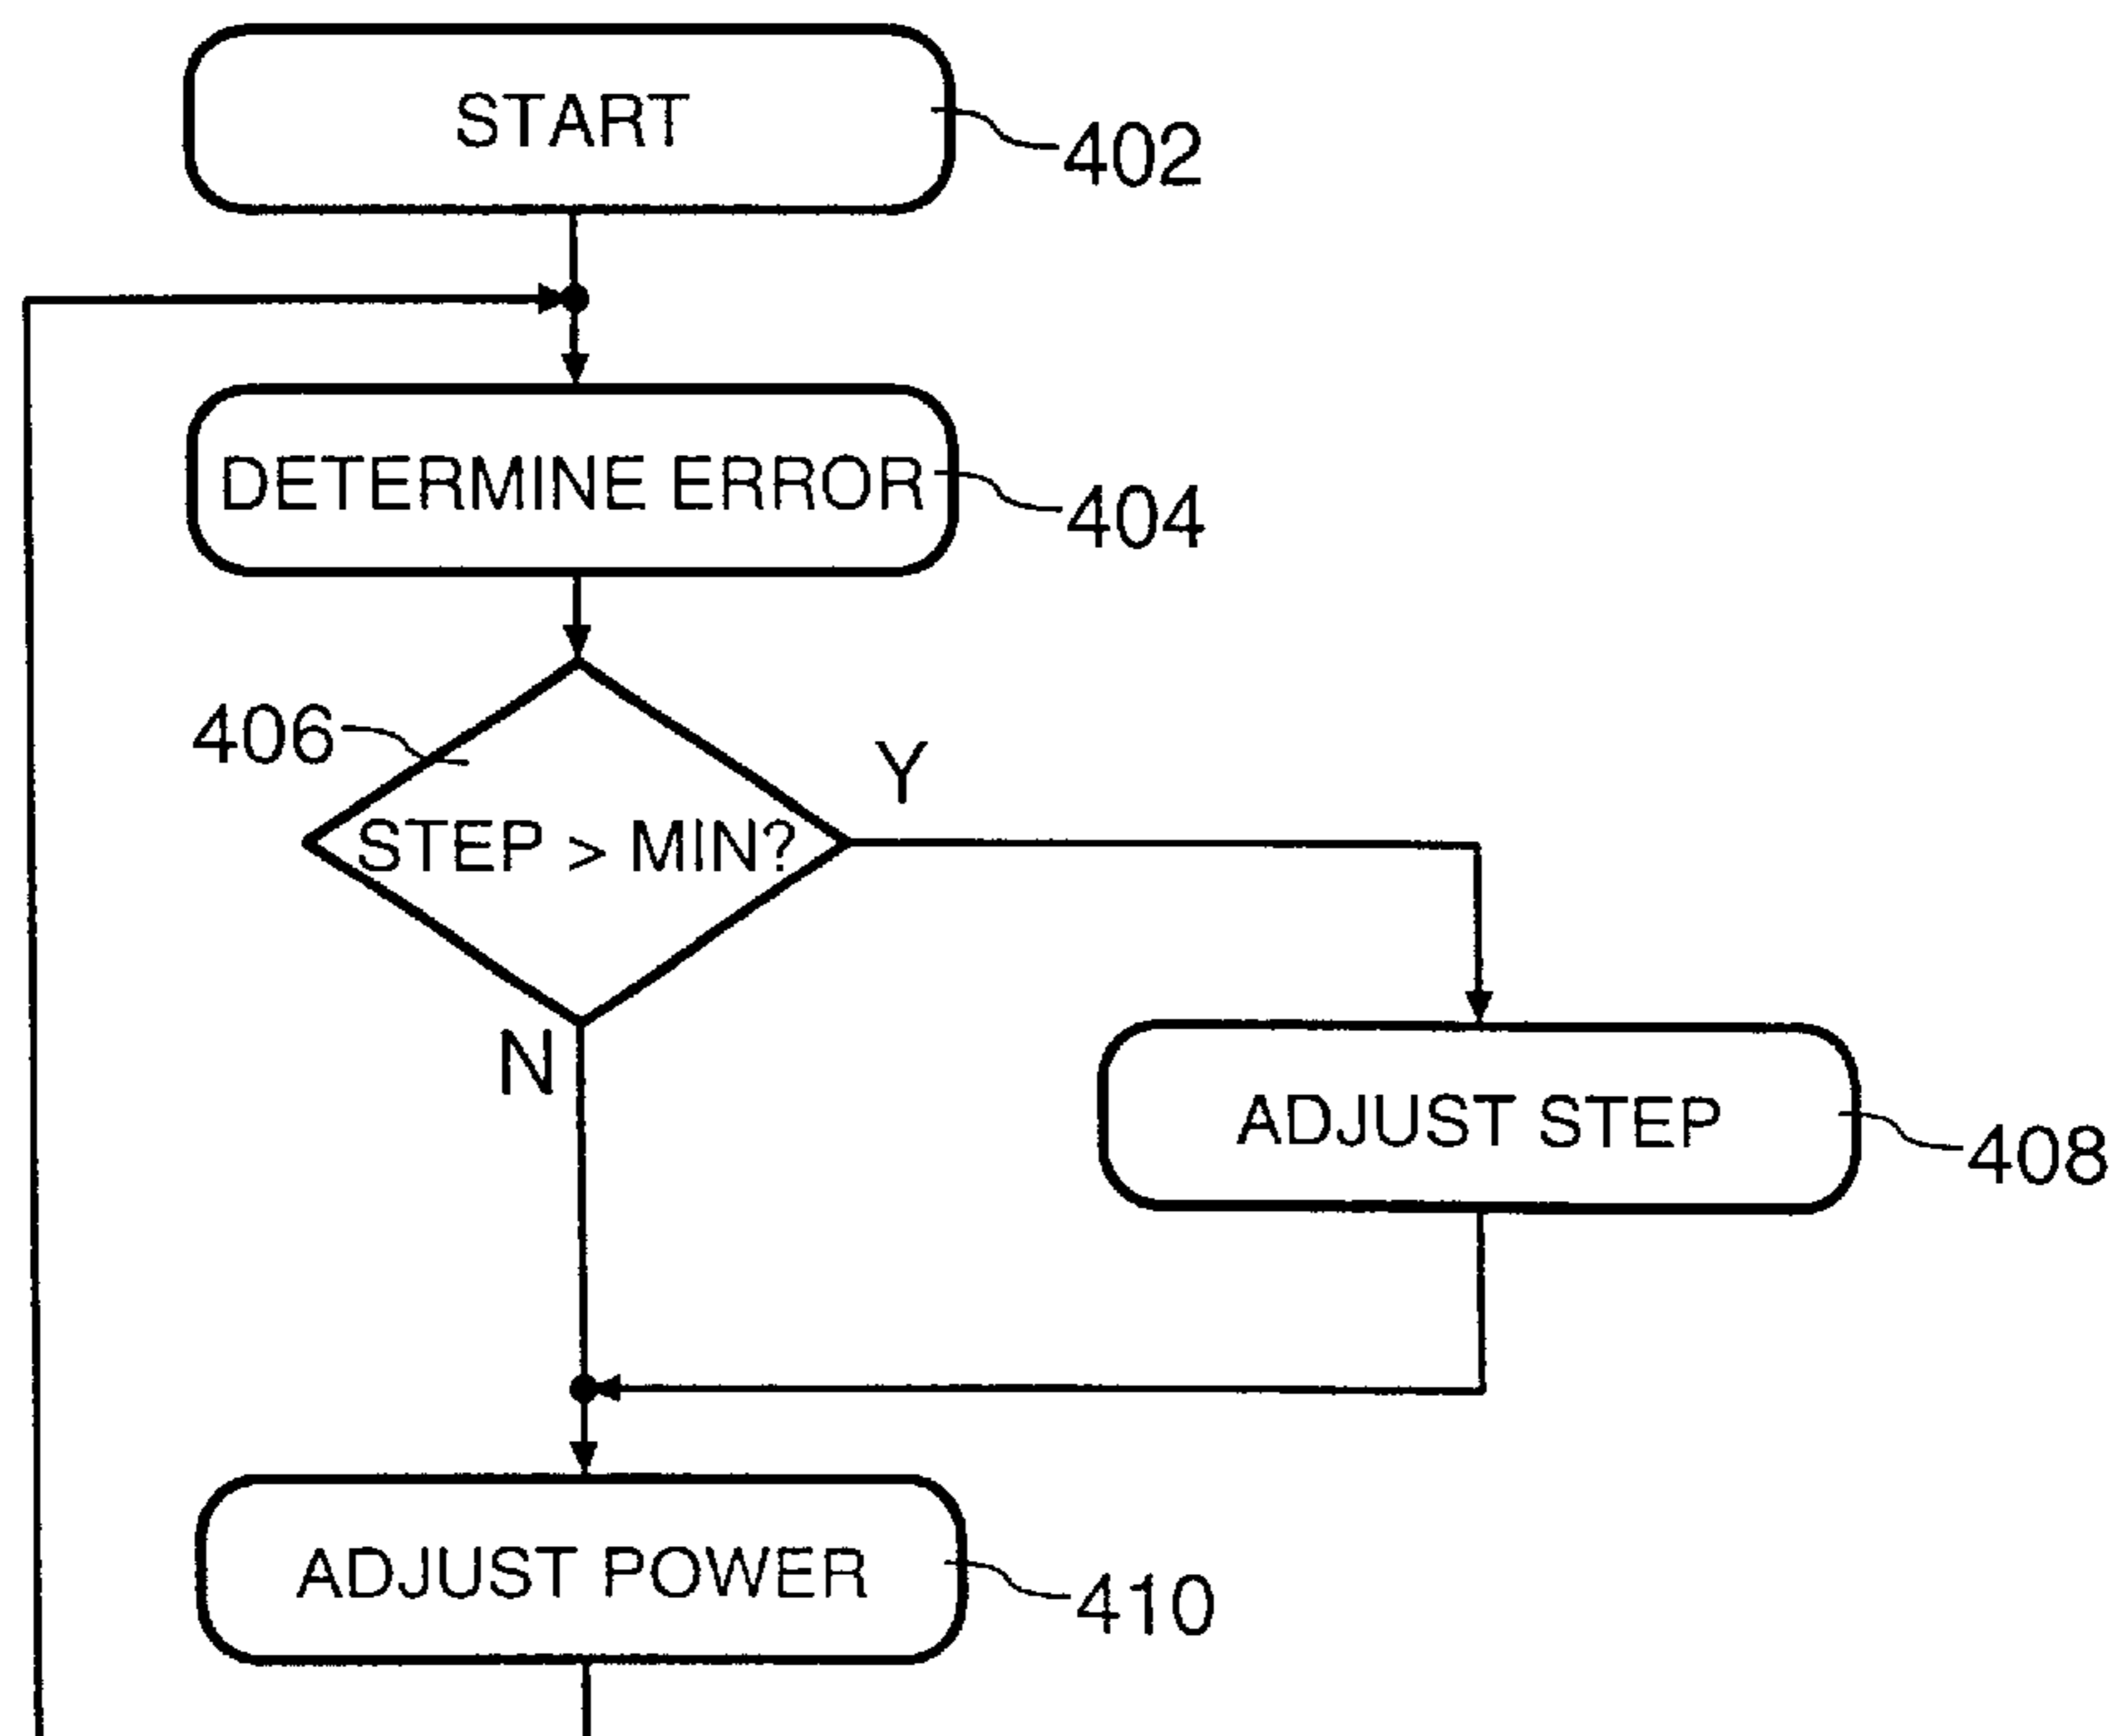 START
402
DETERMINE ERROR
404
406
Y
STEP > MIN?
N
ADJUST STEP
408
ADJUST POWER
410